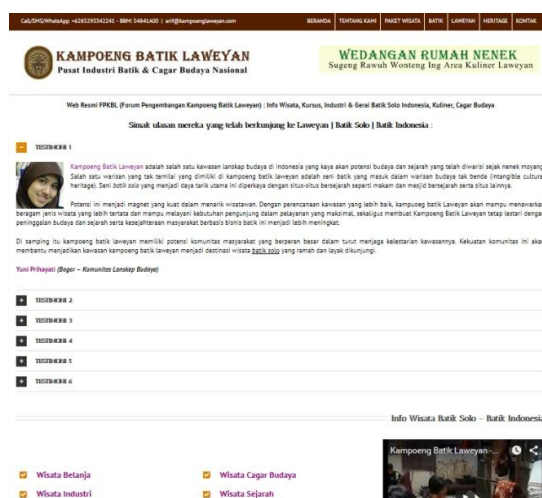 Call/SMS/WhatsApp. +6285293342241 - BBM: 54841A00 | arif@kampoenglaweyan.com
BERANDA TENTANG KAMI PAKET WISATA BATIK LAWEYAN HERITAGE KONTAK
KAMPOENG BATIK LAWEYAN
Pusat Industri Batik & Cagar Budaya Nasional
WEDANGAN RUMAH NENEK
Sugeng Rawuh Wonteng Ing Area Kuliner Laweyan
Web Resmi FPKBL (Forum Pengembangan Kampoeng Batik Laweyan) : Info Wisata, Kursus, Industri & Gerai Batik Solo Indonesia, Kuliner, Cagar Budaya
Simak ulasan mereka yang telah berkunjung ke Laweyan | Batik Solo | Batik Indonesia :
TESTIMONI 1
Kampoeng Batik Laweyan adalah salah satu kawasan lanskap budaya di Indonesia yang kaya akan potensi budaya dan sejarah yang telah diwarisi sejak nenek moyang
Salah satu warisan yang tak ternilai yang dimiliki di kampoeng batik laweyan adalah seni batik yang masuk dalam warisan budaya tak benda (intangible cultura
heritage). Seni batik solo yang menjadi daya tarik utama ini diperkaya dengan situs-situs bersejarah seperti makam dan mesjid bersejarah serta situs lainnya.
Potensi ini menjadi magnet yang kuat dalam menarik wisatawan. Dengan perencanaan kawasan yang lebih baik, kampueg batik Laweyan akan mampu menawarka
beragam jenis wisata yang lebih tertata dan mampu melayani kebutuhan pengunjung dalam pelayanan yang maksimal, sekaligus membuat Kampoeng Batik Laweyan tetap lestari dengan
peninggalan budaya dan sejarah serta kesejahteraan masyarakat berbasis bisnis batik ini menjadi lebih meningkat.
Di samping itu kampoeng batik laweyan memiliki potensi komunitas masyarakat yang berperan besar dalam turut menjaga kelestarian kawasannya. Kekuatan komunitas ini aka
membantu menjadikan kawasan kampoeng batik laweyan menjadi destinasi wisata batik solo yang ramah dan layak dikunjungi.
Yuni Prihayati (Bogor – Komunitas Lanskap Budaya)
TESTIMONI 2
TESTIMONI 3
TESTIMONI 4
TESTIMONI 5
TESTIMONI 6
Info Wisata Batik Solo – Batik Indonesia
Kampoeng Batik Laweyan -...
Wisata Belanja
Wisata Cagar Budaya
Wisata Industri
Wisata Sejarah